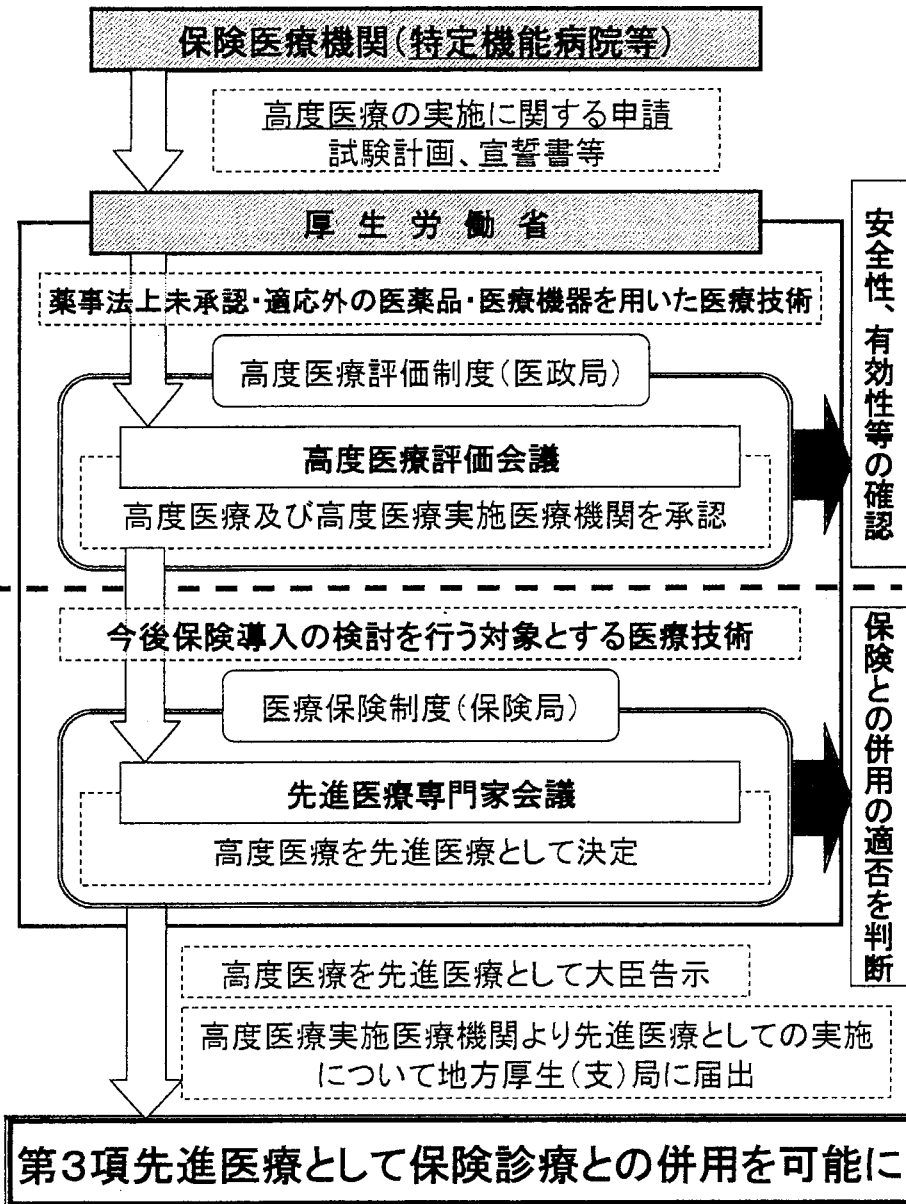 保険医療機関(特定機能病院等)
高度医療の実施に関する申請
試験計画、宣誓書等
厚生労働省
薬事法上未承認・適応外の医薬品・医療機器を用いた医療技術
高度医療評価制度(医政局)
高度医療評価会議
高度医療及び高度医療実施医療機関を承認
安全性、有効性等の確認
今後保険導入の検討を行う対象とする医療技術
医療保険制度(保険局)
先進医療専門家会議
高度医療を先進医療として決定
保険との併用の適否を判断
高度医療を先進医療として大臣告示
高度医療実施医療機関より先進医療としての実施
について地方厚生(支)局に届出
第3項先進医療として保険診療との併用を可能に